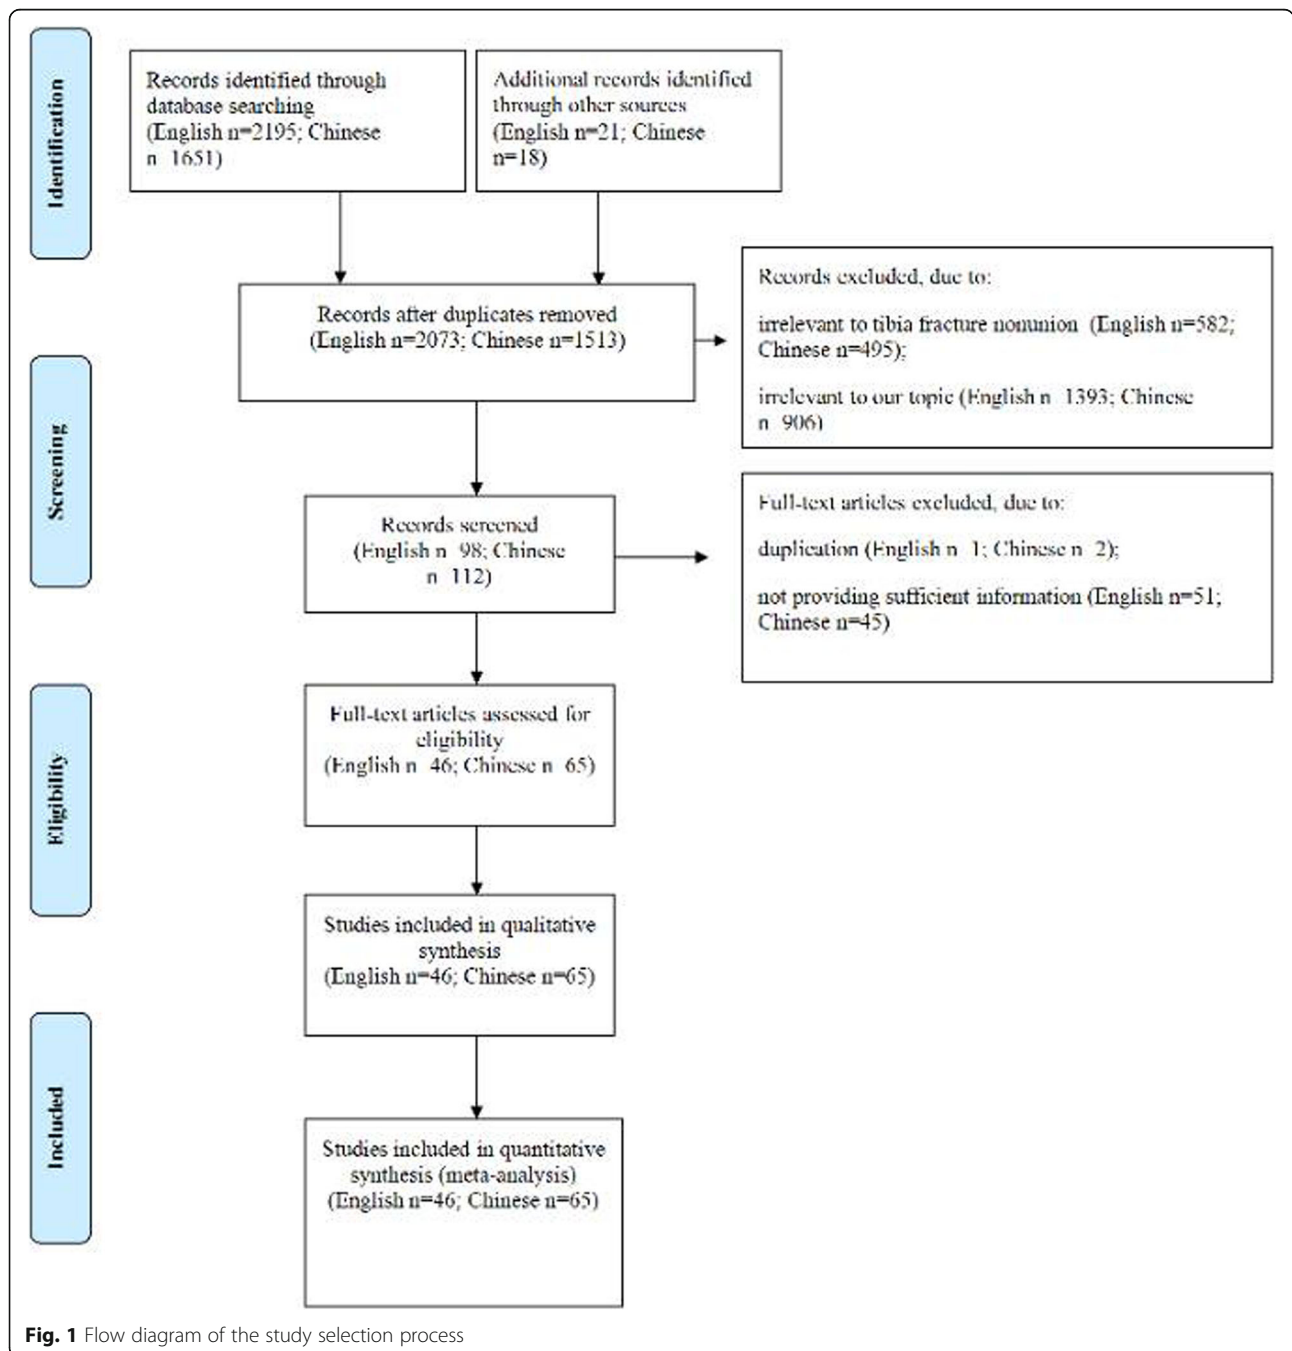 Identification
Records identified through
database searching
(English n=2195; Chinese
n 1651)
Additional records identified
through other sources
(English n=21; Chinese
n=18)
Records after duplicates removed
(English n=2073; Chinese n=1513)
Records excluded, due to:
irrelevant to tibia fracture nonunion (English n=582;
Chinese n=495);
irrelevant to our topic (English n 1393; Chinese
n 906)
Screening
Records screened
(English n 98; Chinese
n 112)
Full-text articles excluded, due to:
duplication (English n 1; Chinese n 2);
not providing sufficient information (English n=51;
Chinese n=45)
Eligibility
Full-text articles assessed for
eligibility
(English n 46; Chinese n 65)
Studies included in qualitative
synthesis
(English n=46; Chinese n=65)
Included
Studies included in quantitative
synthesis (meta-analysis)
(English n=46; Chinese n=65)
Fig. 1 Flow diagram of the study selection process